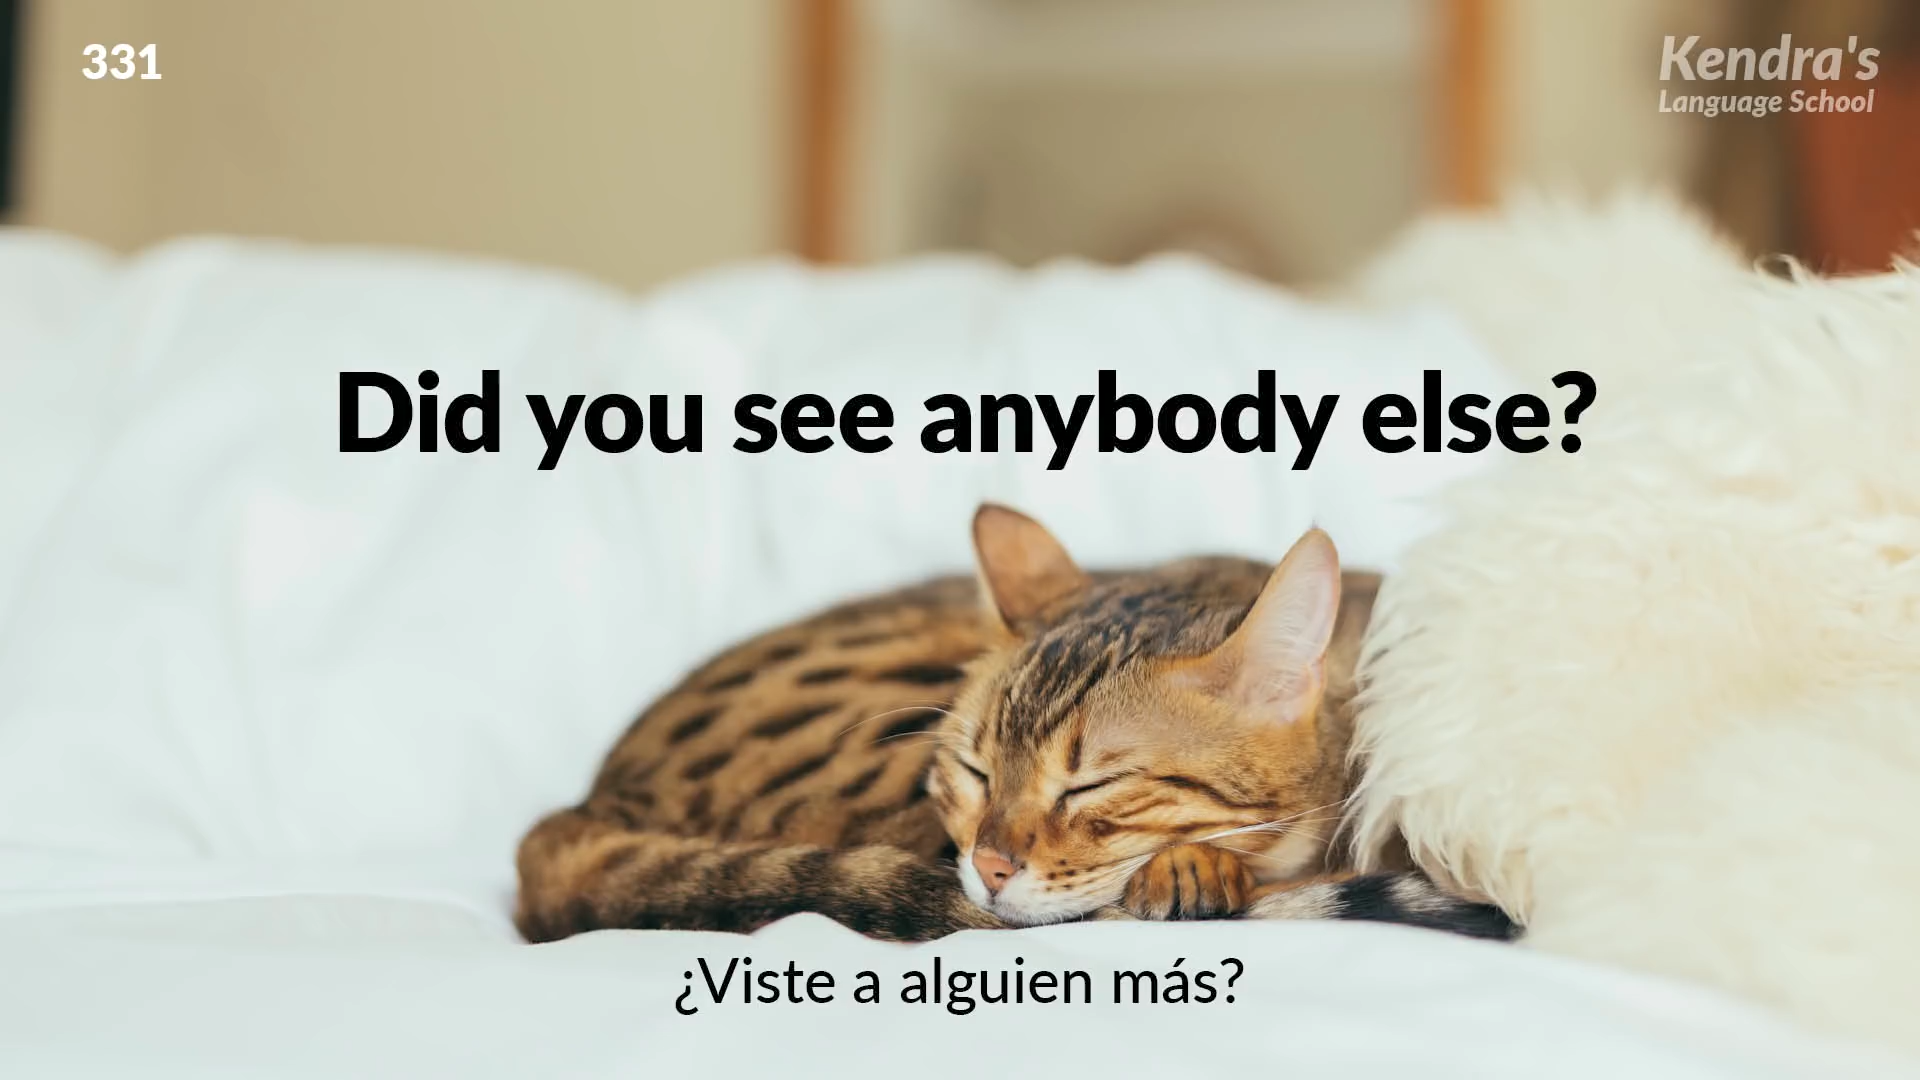 331
Kendra's
Language School
Did you see anybody else?
¿Viste a alguien más?